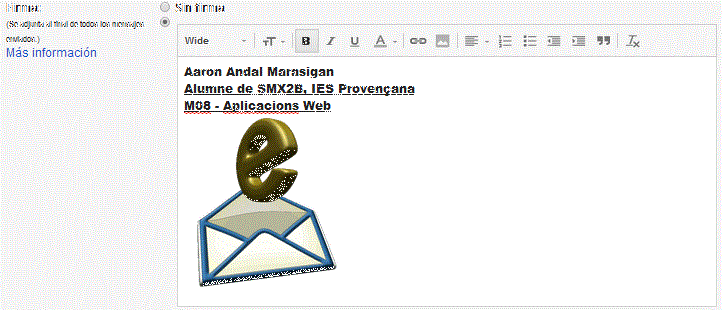 Firma:
(Se adjunta al final de todos los mensajes
enviados.)
Más información
Sin firma
Wide
Aaron Andal Marasigan
Alumne de SMX2B, IES Provençana
M08 - Aplicacions Web
e